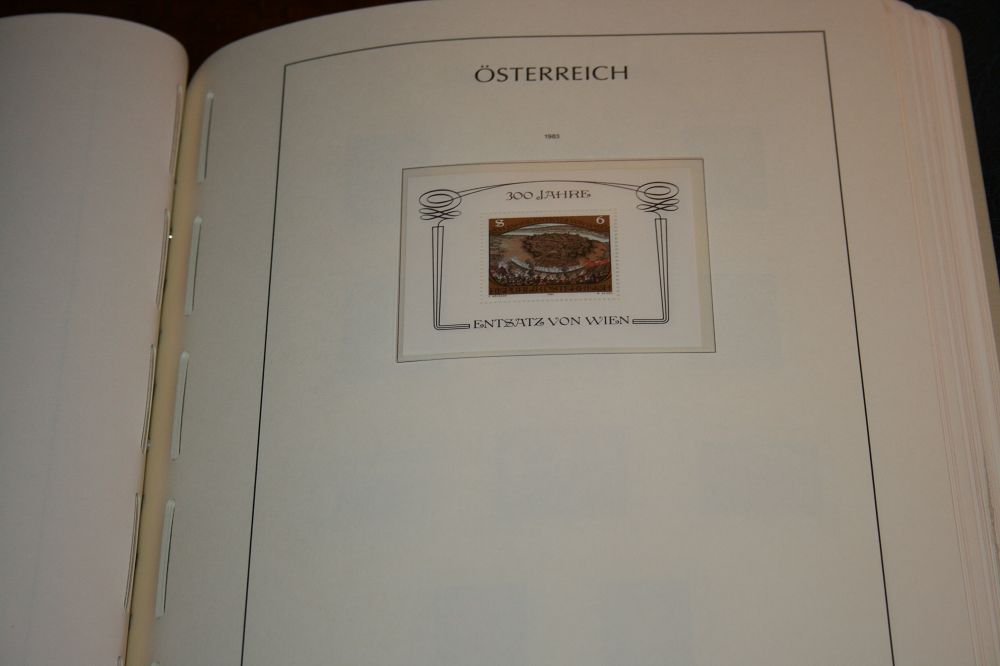 ÖSTERREICH
1983
300 JAHRE
S 6
ENTSATZ VON WIEN